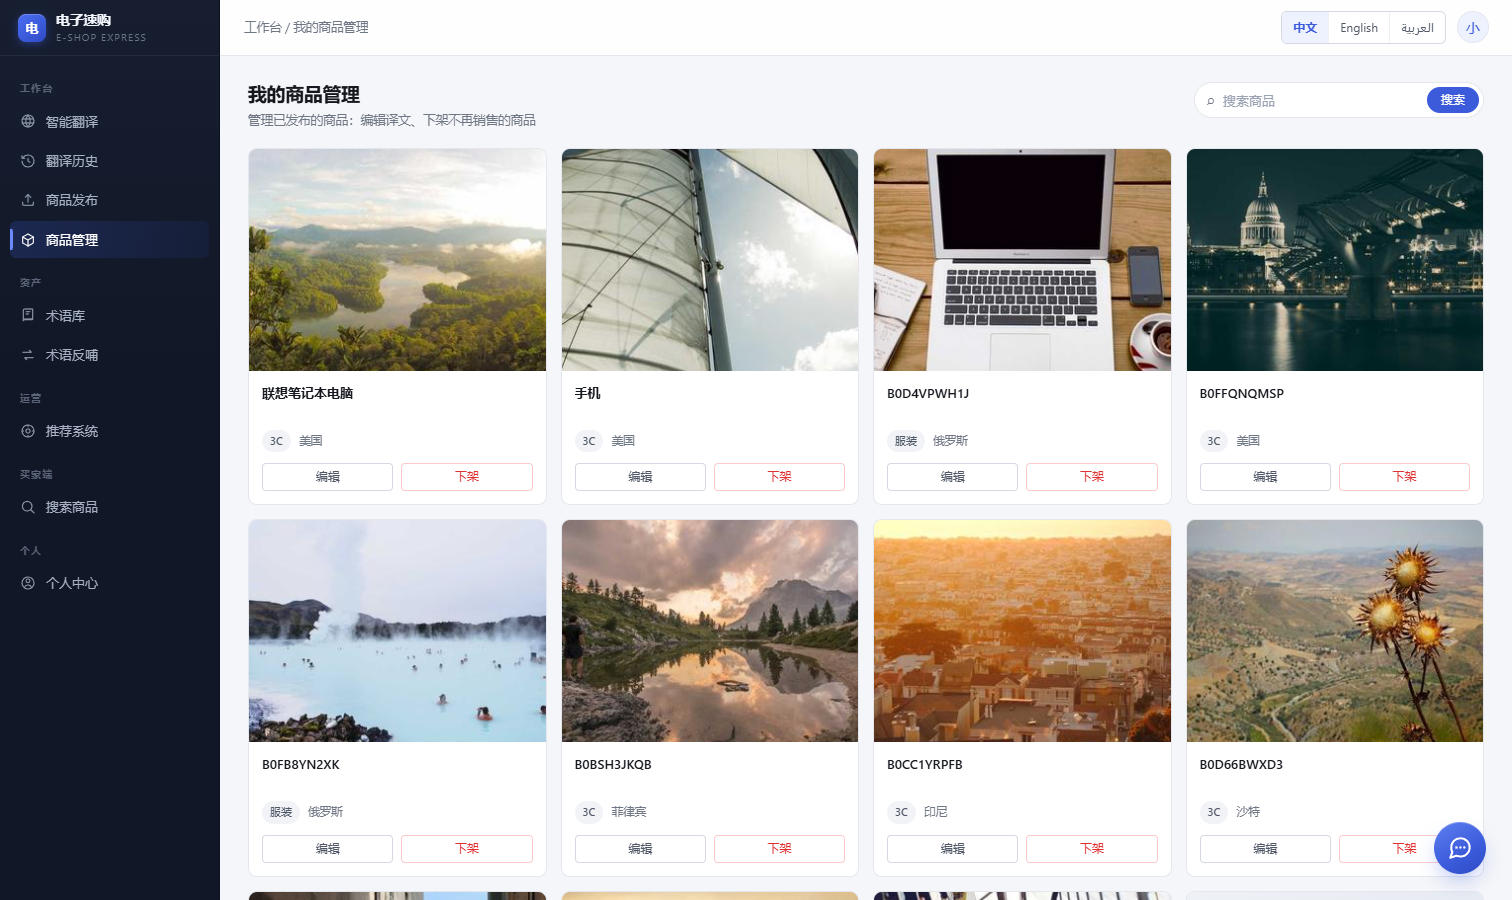 电
电子速购
E-SHOP EXPRESS
工作台
智能翻译
翻译历史
商品发布
商品管理
资产
术语库
术语反哺
运营
推荐系统
买家端
搜索商品
个人
个人中心
工作台 / 我的商品管理
中文 English العربية
小
我的商品管理
管理已发布的商品：编辑译文、下架不再销售的商品
搜索商品 搜索
联想笔记本电脑
3C 美国
编辑 下架
手机
3C 美国
编辑 下架
B0D4VPWH1J
服装 俄罗斯
编辑 下架
B0FFQNQMSP
3C 美国
编辑 下架
B0FB8YN2XK
服装 俄罗斯
编辑 下架
B0BSH3JKQB
3C 菲律宾
编辑 下架
B0CC1YRPFB
3C 印尼
编辑 下架
B0D66BWXD3
3C 沙特
编辑 下架